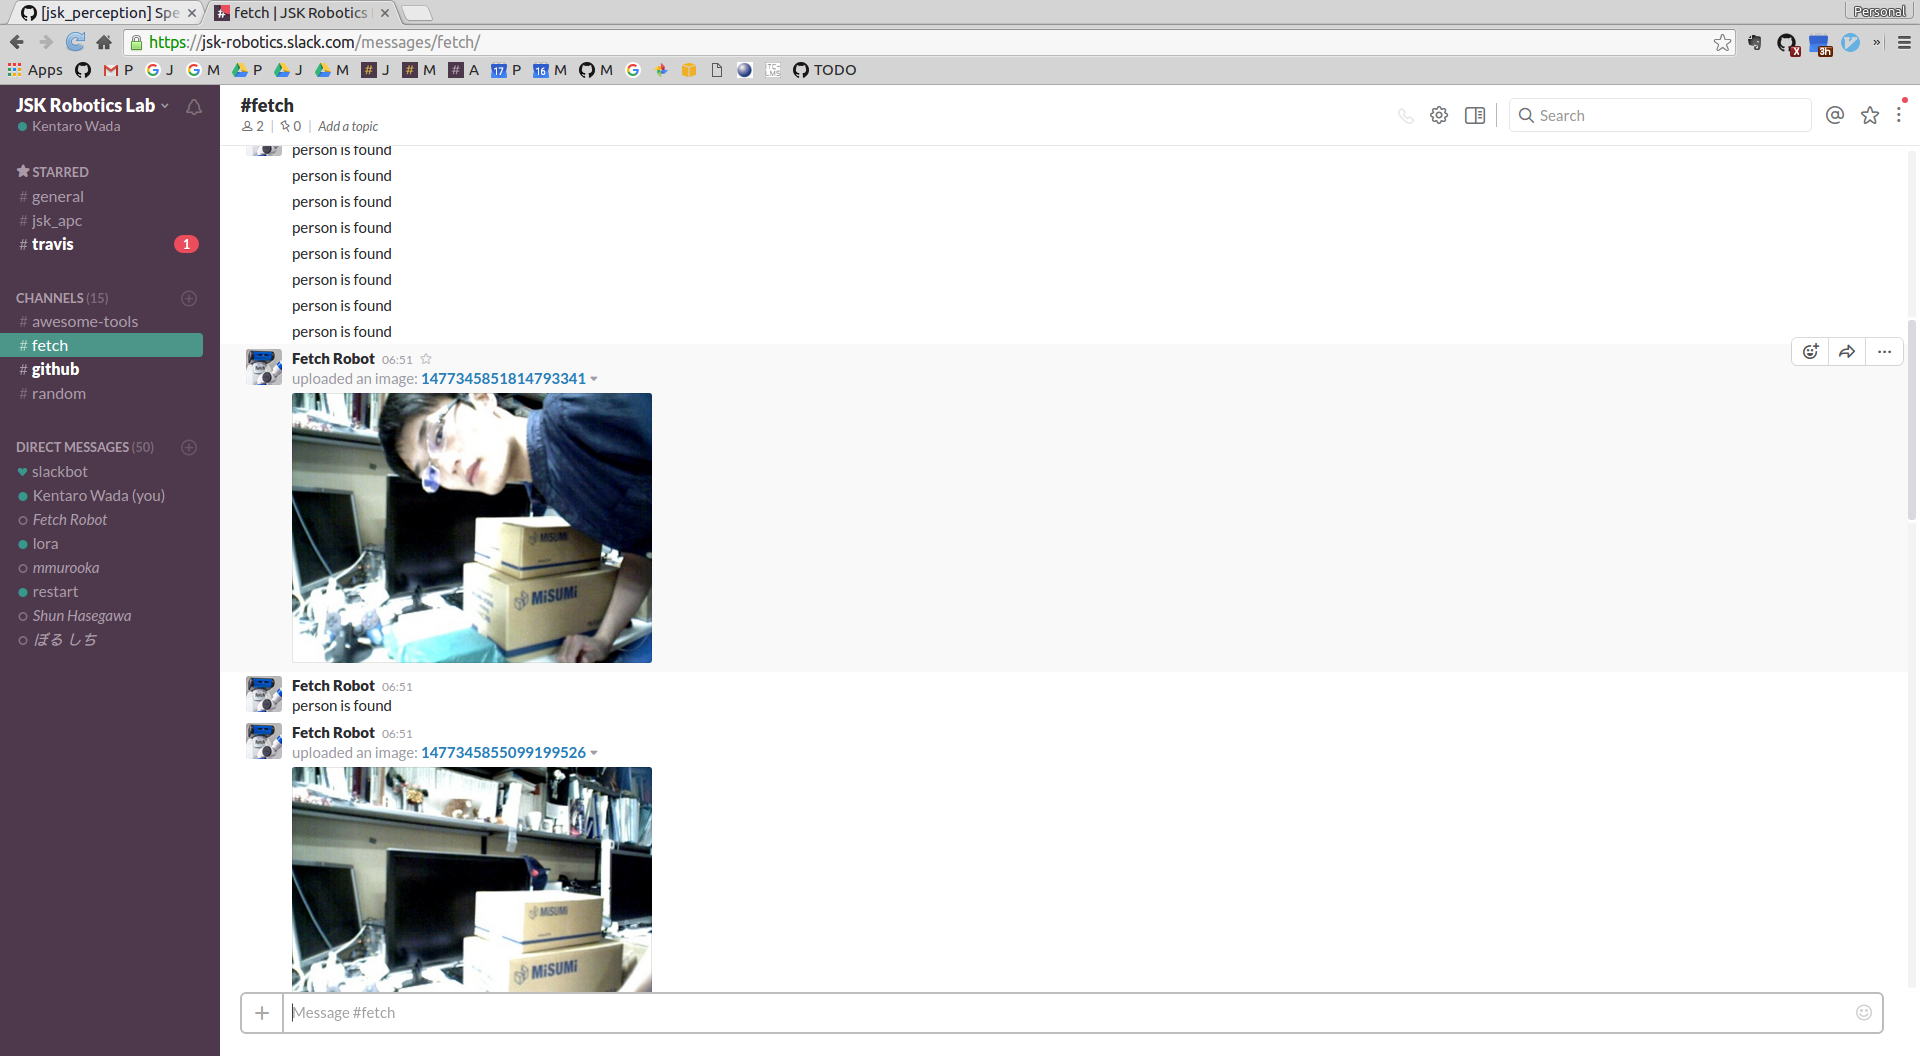 [jsk_perception] Spe
fetch | JSK Robotics
Personal
https://jsk-robotics.slack.com/messages/fetch/
X
3h
»
Apps
P
J
M
P
J
M
# J
# M
# A
17 P
16 M
M
TODO
JSK Robotics Lab
Kentaro Wada
STARRED
# general
# jsk_apc
# travis 1
CHANNELS (15)
# awesome-tools
# fetch
# github
# random
DIRECT MESSAGES (50)
slackbot
Kentaro Wada (you)
Fetch Robot
lora
mmurooka
restart
Shun Hasegawa
ぼる しち
#fetch
2 | 0 | Add a topic
Search
person is found
person is found
person is found
person is found
person is found
person is found
person is found
person is found
Fetch Robot 06:51
uploaded an image: 1477345851814793341
MiSUMi
MiSUMi
Fetch Robot 06:51
person is found
Fetch Robot 06:51
uploaded an image: 1477345855099199526
MiSUMi
MiSUMi
Message #fetch